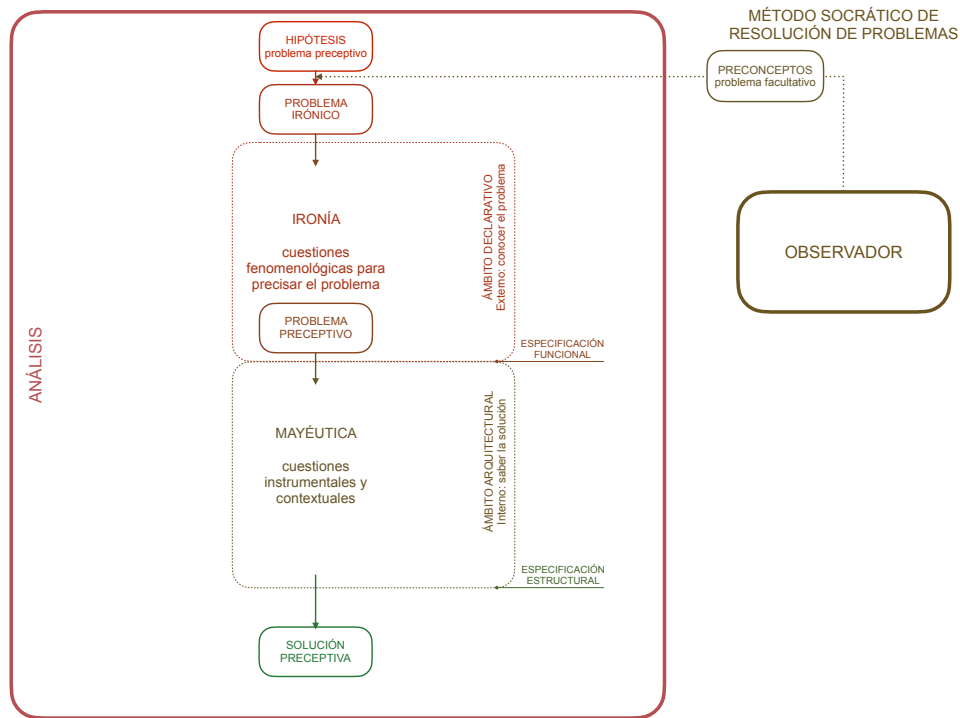 MÉTODO SOCRÁTICO DE
RESOLUCIÓN DE PROBLEMAS
HIPÓTESIS
problema preceptivo
PRECONCEPTOS
problema facultativo
PROBLEMA
IRÓNICO
OBSERVADOR
ANÁLISIS
IRONÍA
cuestiones
fenomenológicas para
precisar el problema
ÁMBITO DECLARATIVO
Externo: conocer el problema
PROBLEMA
PRECEPTIVO
ESPECIFICACIÓN
FUNCIONAL
MAYÉUTICA
cuestiones
instrumentales y
contextuales
ÁMBITO ARQUITECTURAL
Interno: saber la solución
ESPECIFICACIÓN
ESTRUCTURAL
SOLUCIÓN
PRECEPTIVA